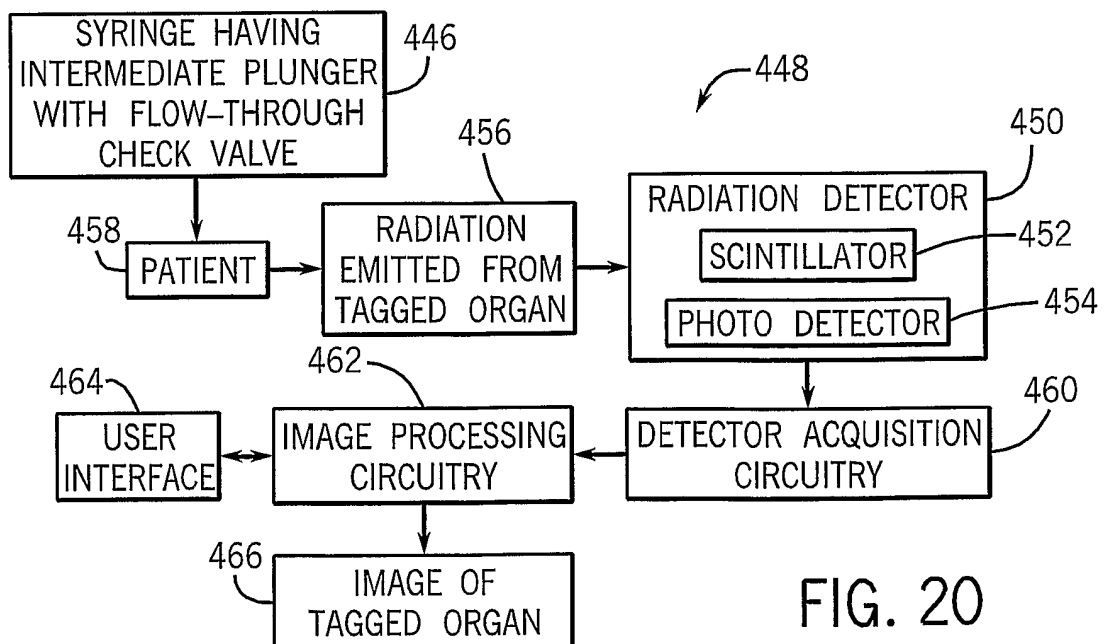 SYRINGE HAVING
INTERMEDIATE PLUNGER
WITH FLOW–THROUGH
CHECK VALVE
446
448
458
PATIENT
456
RADIATION
EMITTED FROM
TAGGED ORGAN
450
RADIATION DETECTOR
SCINTILLATOR
452
PHOTO DETECTOR
454
464
USER
INTERFACE
462
IMAGE PROCESSING
CIRCUITRY
460
DETECTOR ACQUISITION
CIRCUITRY
466
IMAGE OF
TAGGED ORGAN
FIG. 20